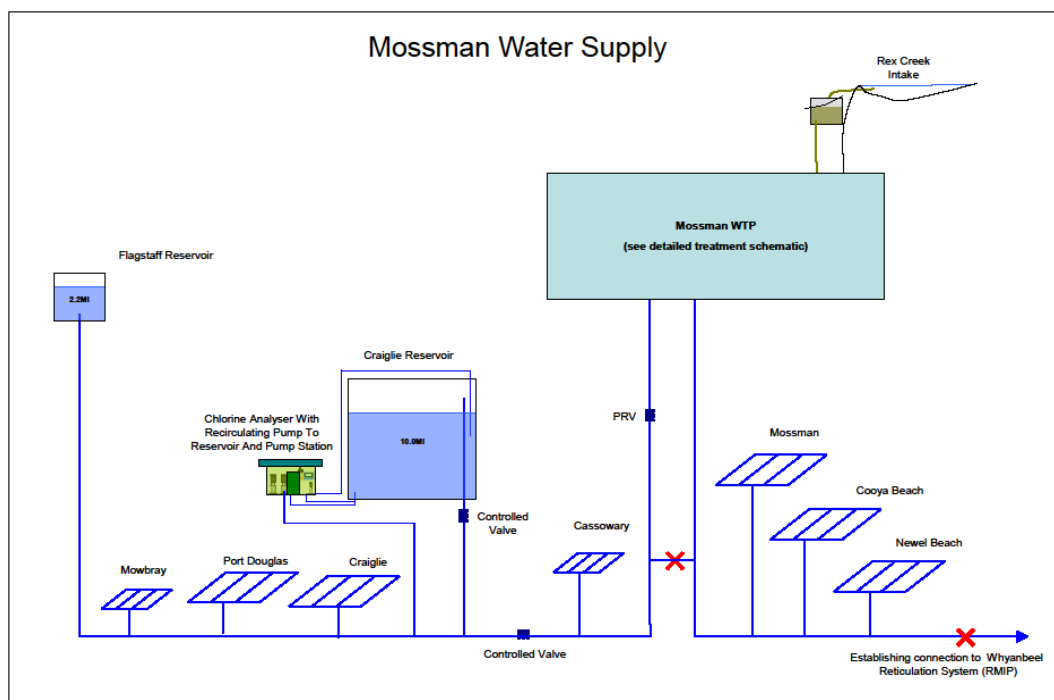 Mossman Water Supply
Rex Creek
Intake
Mossman WTP
(see detailed treatment schematic)
Flagstaff Reservoir
2.2Ml
Craiglie Reservoir
Chlorine Analyser With
Recirculating Pump To
Reservoir And Pump Station
10.0Ml
PRV
Mossman
Cooya Beach
Newel Beach
Controlled
Valve
Cassowary
Mowbray
Port Douglas
Craiglie
Controlled Valve
Establishing connection to Whyanbeel
Reticulation System (RMIP)